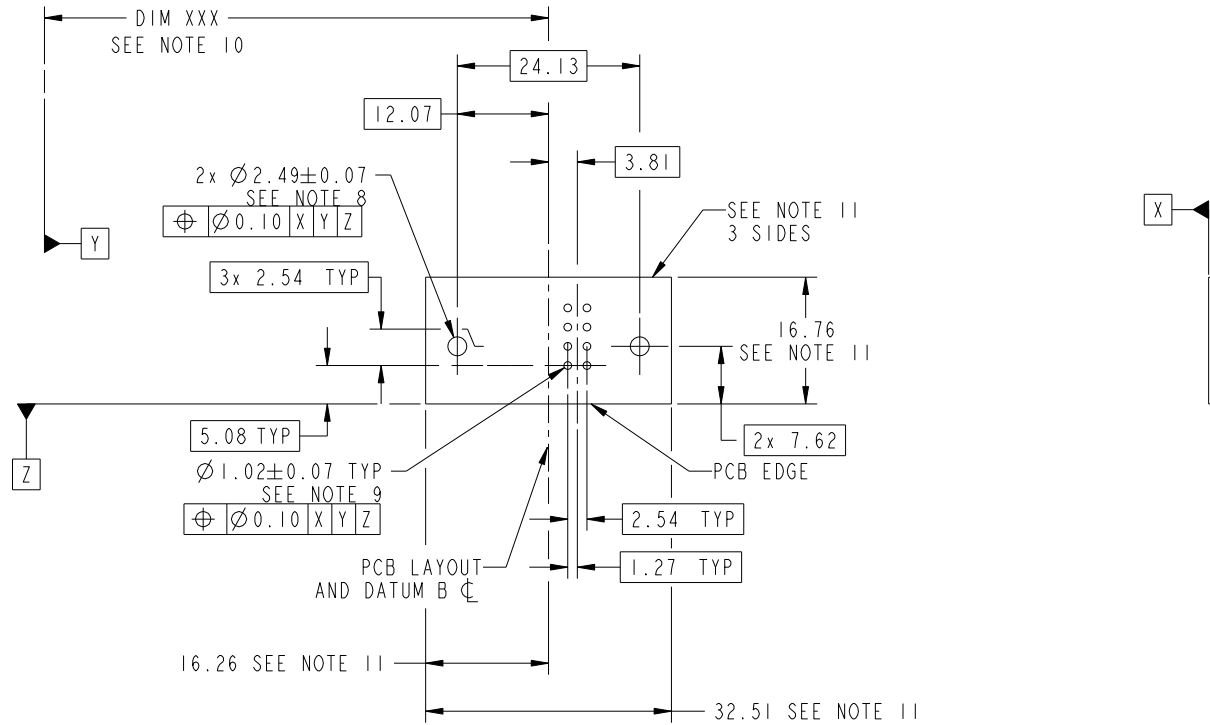 DIM XXX
SEE NOTE 10
24.13
12.07
3.81
2x Ø2.49±0.07
SEE NOTE 8
⌖ Ø0.10 X Y Z
SEE NOTE 11
3 SIDES
X
Y
3x 2.54 TYP
16.76
SEE NOTE 11
5.08 TYP
2x 7.62
Z
Ø1.02±0.07 TYP
SEE NOTE 9
⌖ Ø0.10 X Y Z
PCB EDGE
2.54 TYP
PCB LAYOUT
AND DATUM B ℄
1.27 TYP
16.26 SEE NOTE 11
32.51 SEE NOTE 11